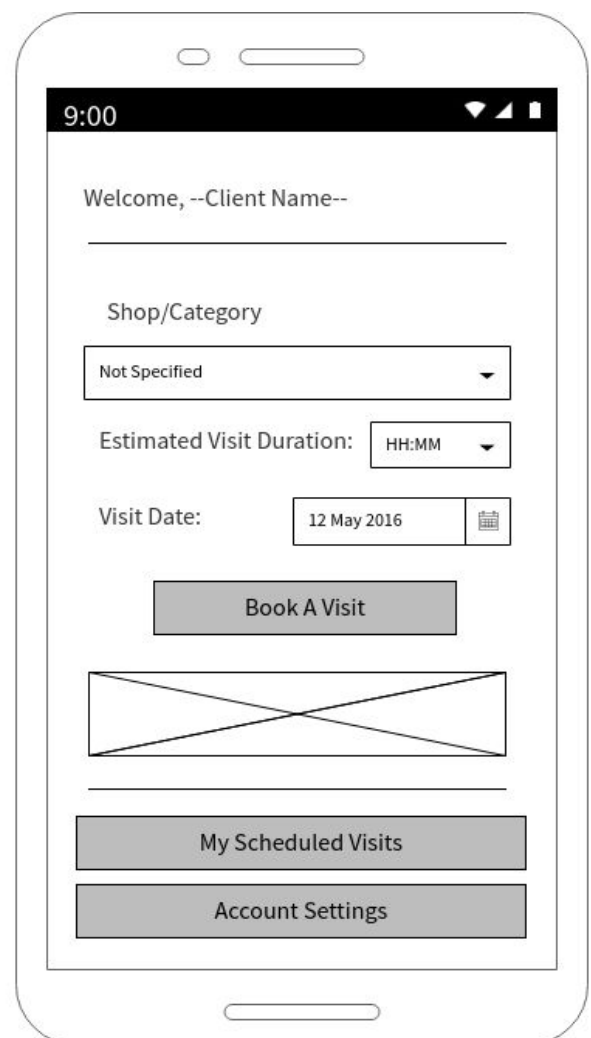 9:00
Welcome, --Client Name--
Shop/Category
Not Specified
Estimated Visit Duration: HH:MM
Visit Date: 12 May 2016
Book A Visit
My Scheduled Visits
Account Settings